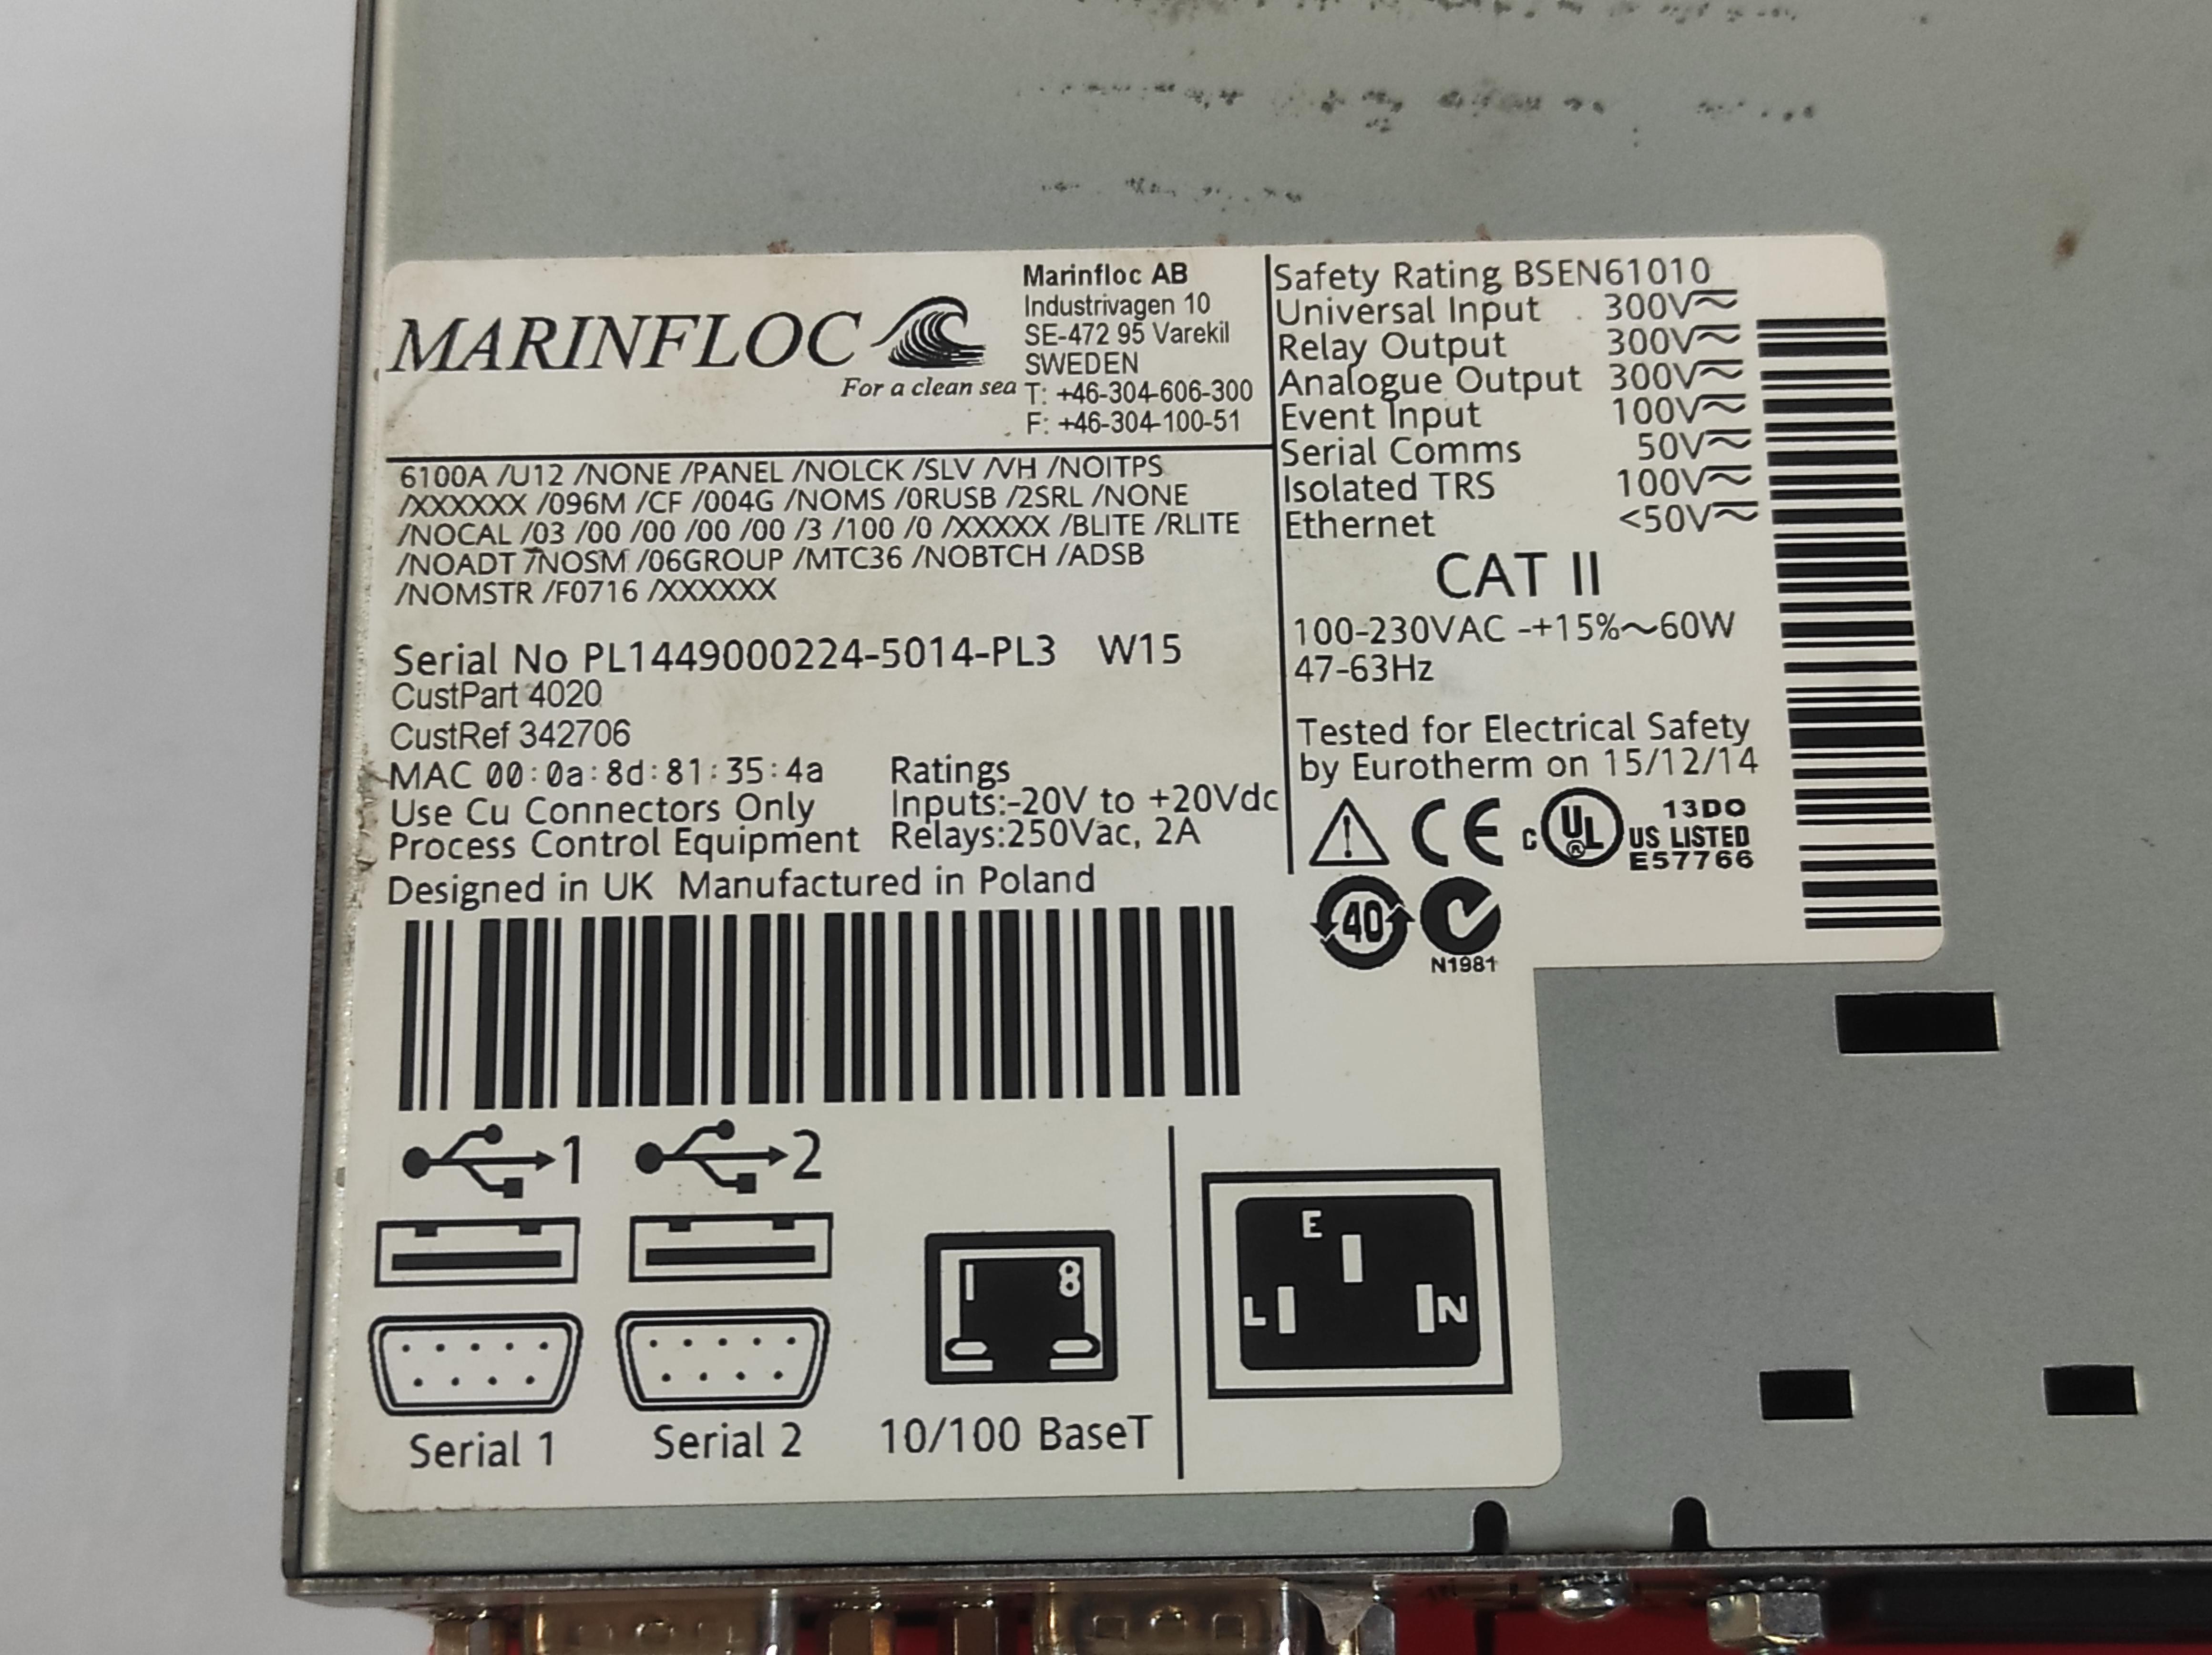 MARINFLOC
For a clean sea
Marinfloc AB
Industrivagen 10
SE-472 95 Varekil
SWEDEN
T: +46-304-606-300
F: +46-304-100-51
6100A /U12 /NONE /PANEL /NOLCK /SLV /VH /NOITPS
/XXXXXX /096M /CF /004G /NOMS /0RUSB /2SRL /NONE
/NOCAL /03 /00 /00 /00 /00 /3 /100 /0 /XXXXX /BLITE /RLITE
/NOADT /NOSM /06GROUP /MTC36 /NOBTCH /ADSB
/NOMSTR /F0716 /XXXXXX
Serial No PL1449000224-5014-PL3 W15
CustPart 4020
CustRef 342706
MAC 00:0a:8d:81:35:4a
Use Cu Connectors Only
Process Control Equipment
Ratings
Inputs:-20V to +20Vdc
Relays:250Vac, 2A
Designed in UK Manufactured in Poland
Safety Rating BSEN61010
Universal Input 300V⎓
Relay Output 300V⎓
Analogue Output 300V⎓
Event Input 100V⎓
Serial Comms 50V⎓
Isolated TRS 100V⎓
Ethernet <50V⎓
CAT II
100-230VAC -+15%~60W
47-63Hz
Tested for Electrical Safety
by Eurotherm on 15/12/14
CE
C UL ® US LISTED
13DO
E57766
40
N1981
1
2
1 8
E
L N
Serial 1
Serial 2
10/100 BaseT